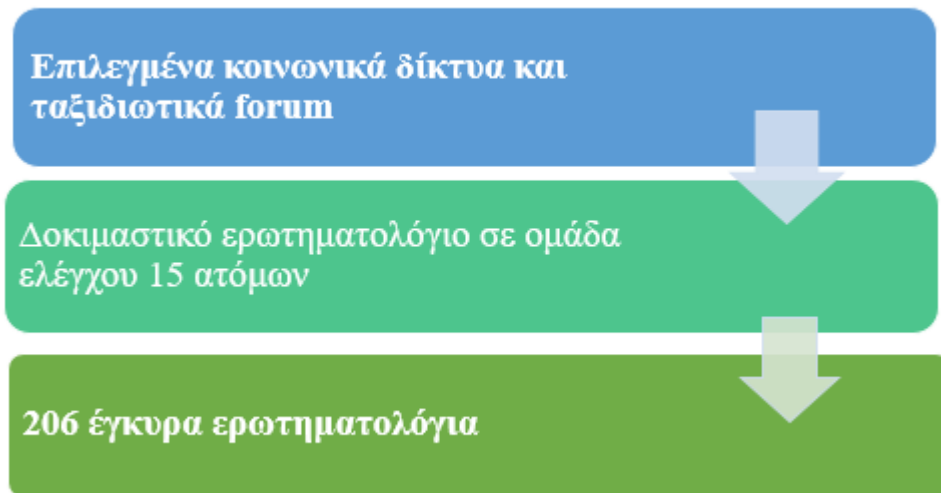 Επιλεγμένα κοινωνικά δίκτυα και
ταξιδιωτικά forum
Δοκιμαστικό ερωτηματολόγιο σε ομάδα
ελέγχου 15 ατόμων
206 έγκυρα ερωτηματολόγια